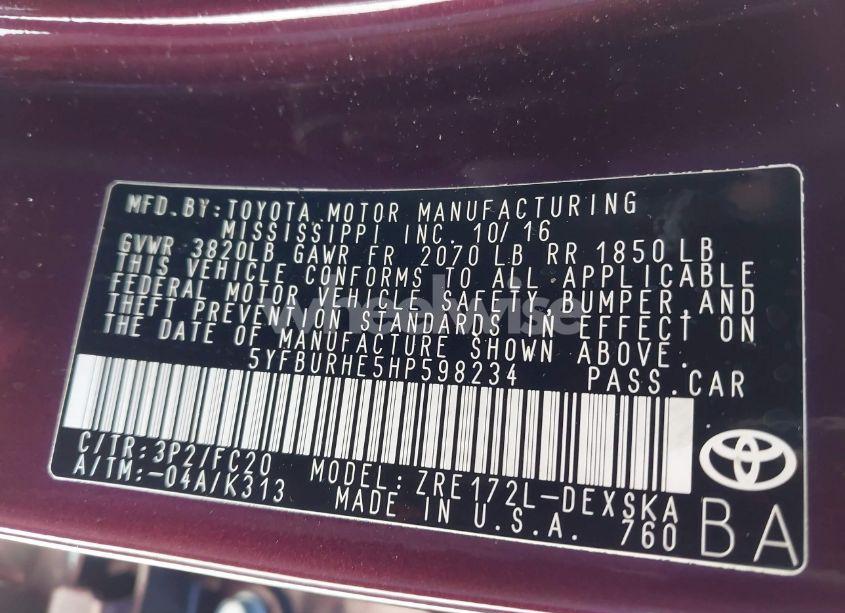 MFD.BY:TOYOTA MOTOR MANUFACTURING
MISSISSIPPI INC. 10/16
GVWR 3820LB GAWR FR 2070 LB RR 1850 LB
THIS VEHICLE CONFORMS TO ALL APPLICABLE
FEDERAL MOTOR VEHICLE SAFETY,BUMPER,AND
THEFT PREVENTION STANDARDS IN EFFECT ON
THE DATE OF MANUFACTURE SHOWN ABOVE.
5YFBURHE5HP598234 PASS.CAR
C/TR:3P2/FC20 MODEL: ZRE172L-DEXSKA
A/TM:-04A/K313 MADE IN U.S.A. 760
BA
wheelwise